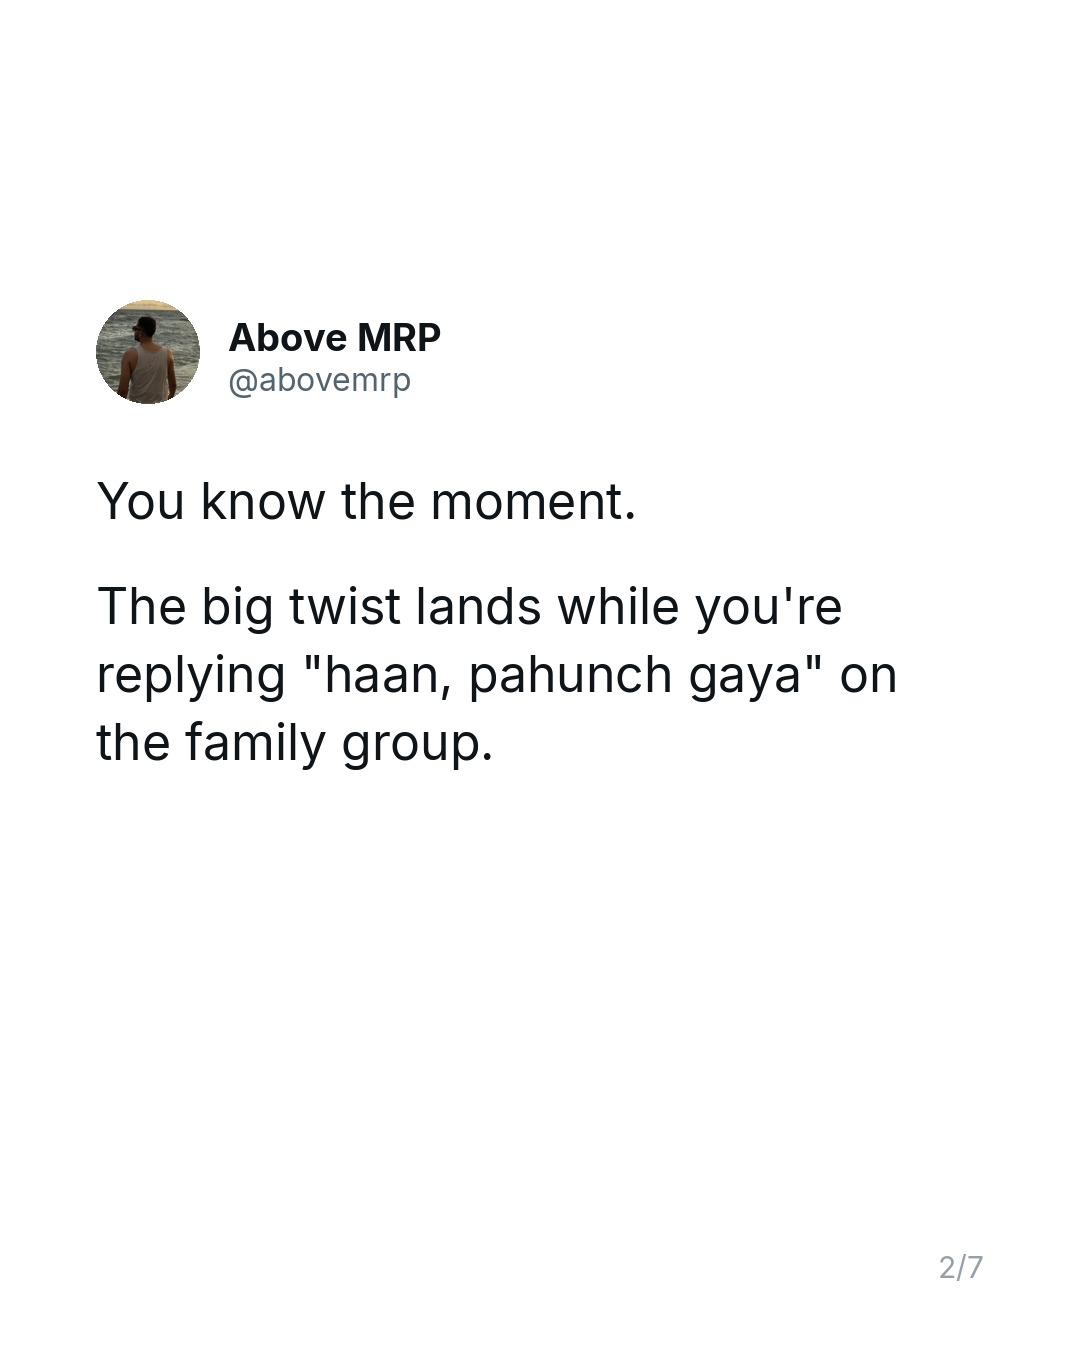 Above MRP
@abovemrp
You know the moment.
The big twist lands while you're
replying "haan, pahunch gaya" on
the family group.
2/7